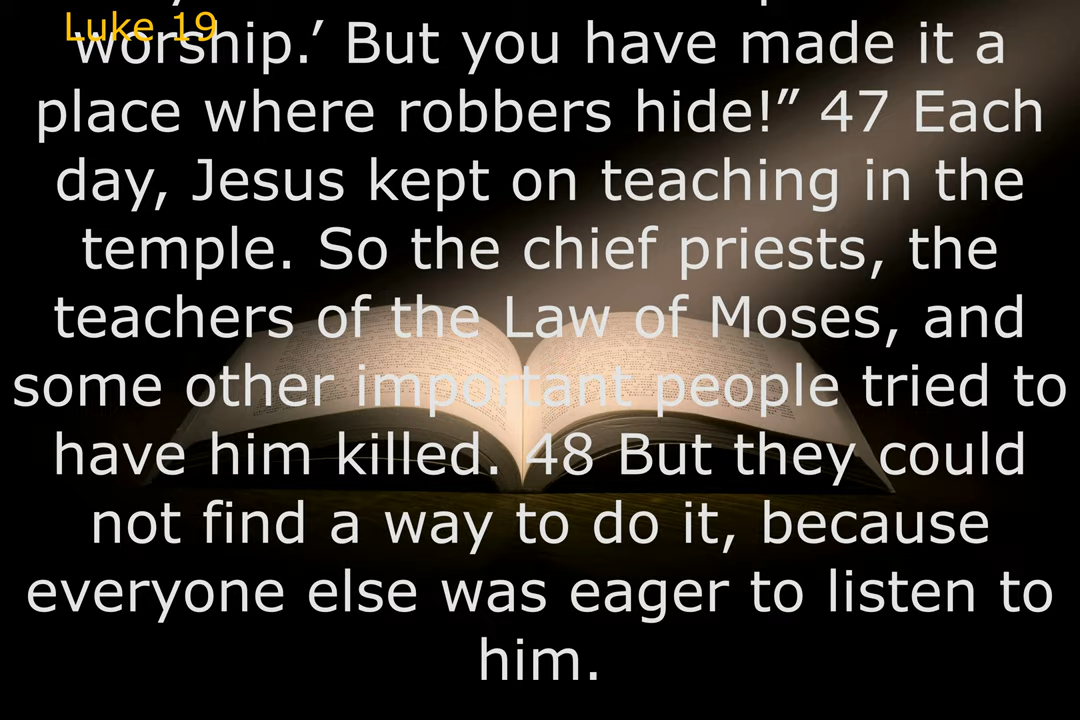 Luke 19
worship.’ But you have made it a
place where robbers hide!” 47 Each
day, Jesus kept on teaching in the
temple. So the chief priests, the
teachers of the Law of Moses, and
some other important people tried to
have him killed. 48 But they could
not find a way to do it, because
everyone else was eager to listen to
him.